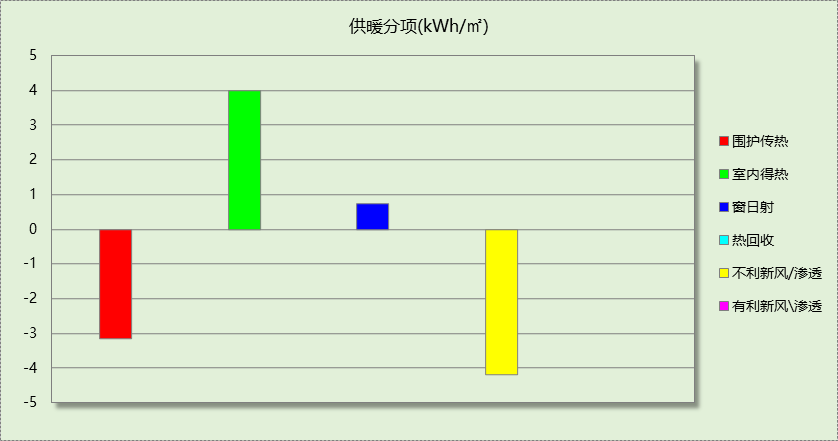 供暖分项(kWh/㎡)
5
4
3
2
1
0
-1
-2
-3
-4
-5
围护传热
室内得热
窗日射
热回收
不利新风/渗透
有利新风\渗透